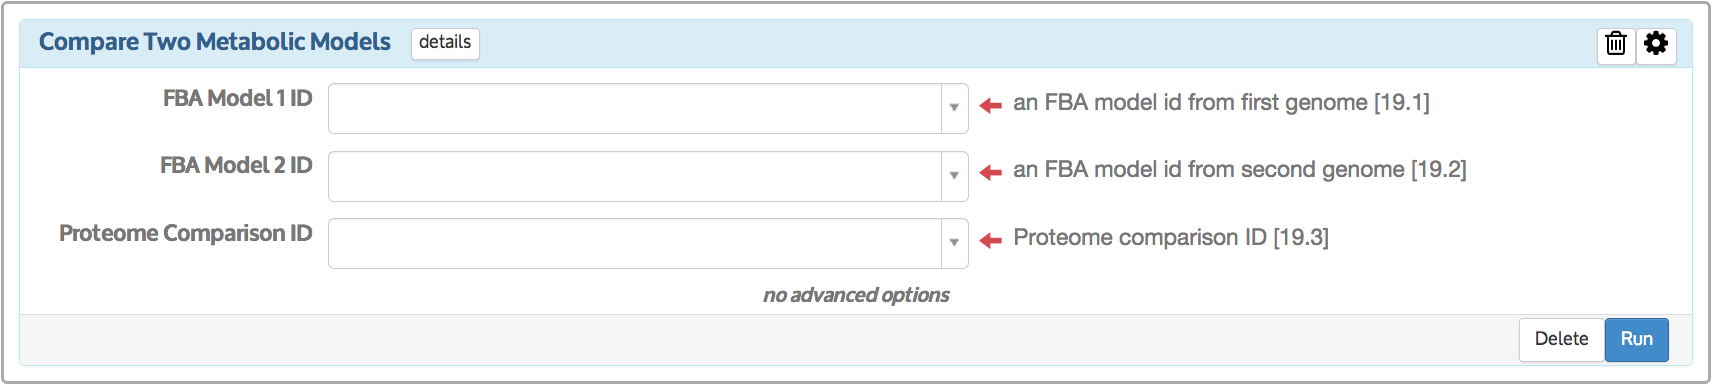 Compare Two Metabolic Models details
FBA Model 1 ID an FBA model id from first genome [19.1]
FBA Model 2 ID an FBA model id from second genome [19.2]
Proteome Comparison ID Proteome comparison ID [19.3]
no advanced options
Delete Run